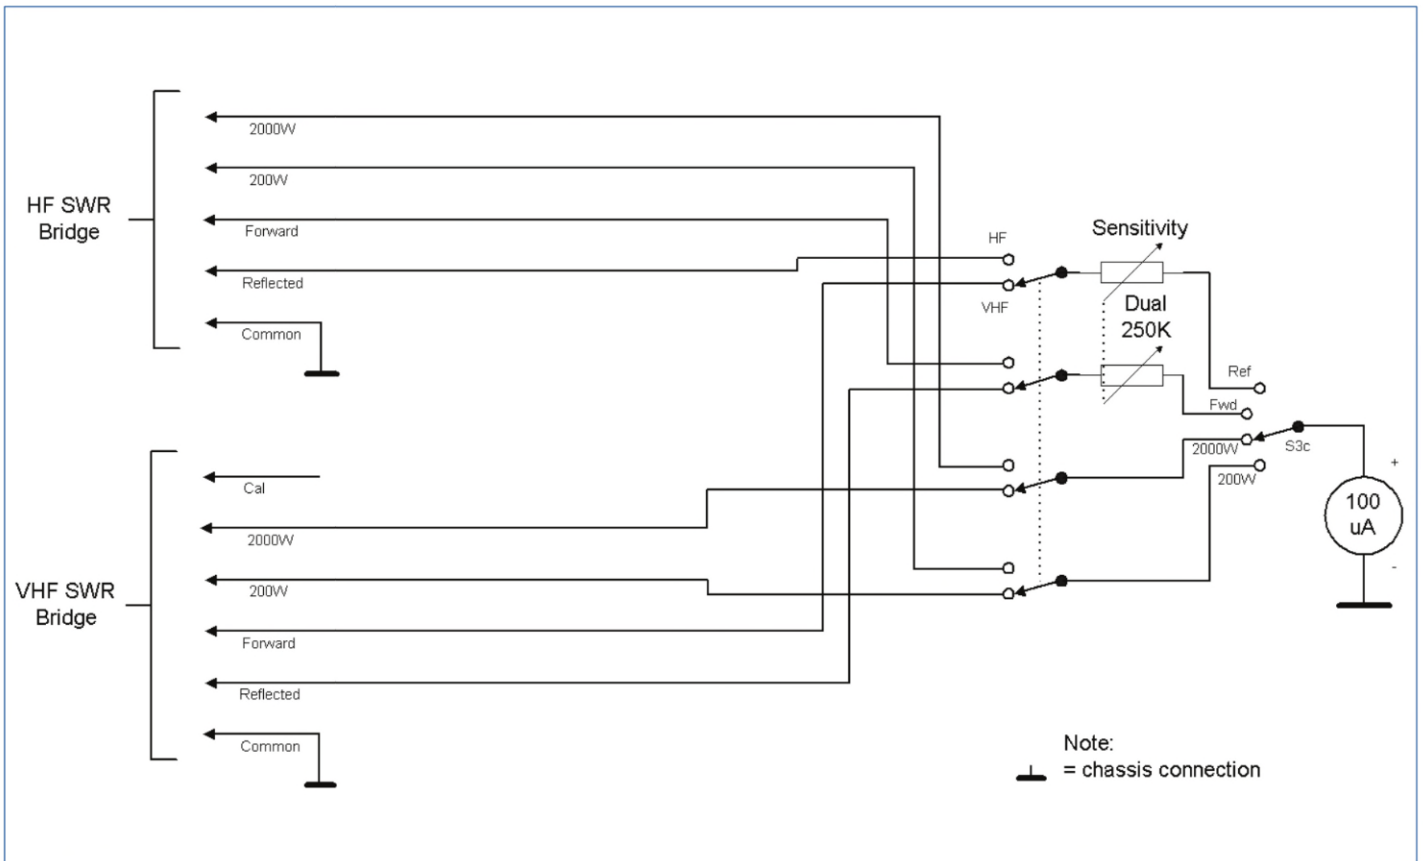 HF SWR
Bridge
2000W
200W
Forward
Reflected
Common
HF
VHF
Sensitivity
Dual
250K
Ref
Fwd
2000W
200W
S3c
+
100
uA
-
VHF SWR
Bridge
Cal
2000W
200W
Forward
Reflected
Common
Note:
= chassis connection